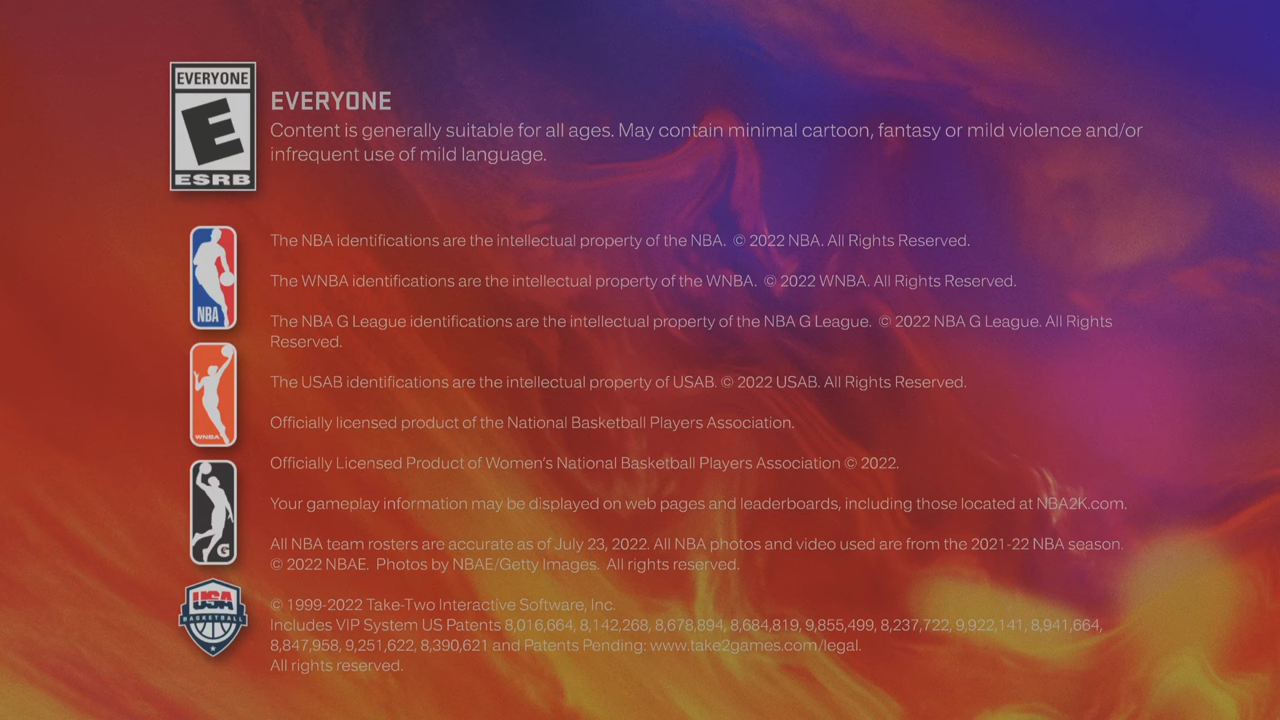 EVERYONE
E
ESRB
EVERYONE
Content is generally suitable for all ages. May contain minimal cartoon, fantasy or mild violence and/or
infrequent use of mild language.
NBA
The NBA identifications are the intellectual property of the NBA. © 2022 NBA. All Rights Reserved.
The WNBA identifications are the intellectual property of the WNBA. © 2022 WNBA. All Rights Reserved.
The NBA G League identifications are the intellectual property of the NBA G League. © 2022 NBA G League. All Rights
Reserved.
WNBA
The USAB identifications are the intellectual property of USAB. © 2022 USAB. All Rights Reserved.
Officially licensed product of the National Basketball Players Association.
Officially Licensed Product of Women's National Basketball Players Association © 2022.
G
Your gameplay information may be displayed on web pages and leaderboards, including those located at NBA2K.com.
All NBA team rosters are accurate as of July 23, 2022. All NBA photos and video used are from the 2021-22 NBA season.
© 2022 NBAE. Photos by NBAE/Getty Images. All rights reserved.
USA
BASKETBALL
© 1999-2022 Take-Two Interactive Software, Inc.
Includes VIP System US Patents 8,016,664, 8,142,268, 8,678,894, 8,684,819, 9,855,499, 8,237,722, 9,922,141, 8,941,664,
8,847,958, 9,251,622, 8,390,621 and Patents Pending: www.take2games.com/legal.
All rights reserved.